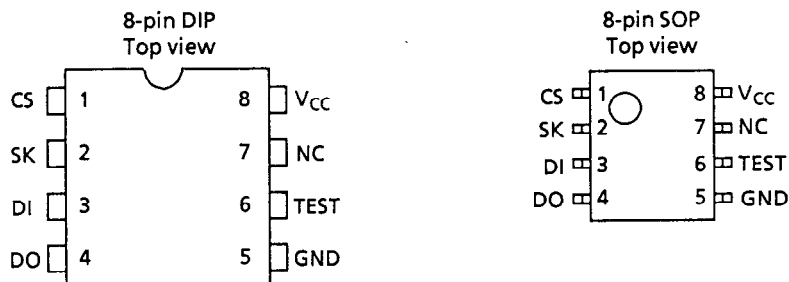 8-pin DIP
Top view
CS 1 8 VCC
SK 2 7 NC
DI 3 6 TEST
DO 4 5 GND
8-pin SOP
Top view
CS 1 8 VCC
SK 2 7 NC
DI 3 6 TEST
DO 4 5 GND